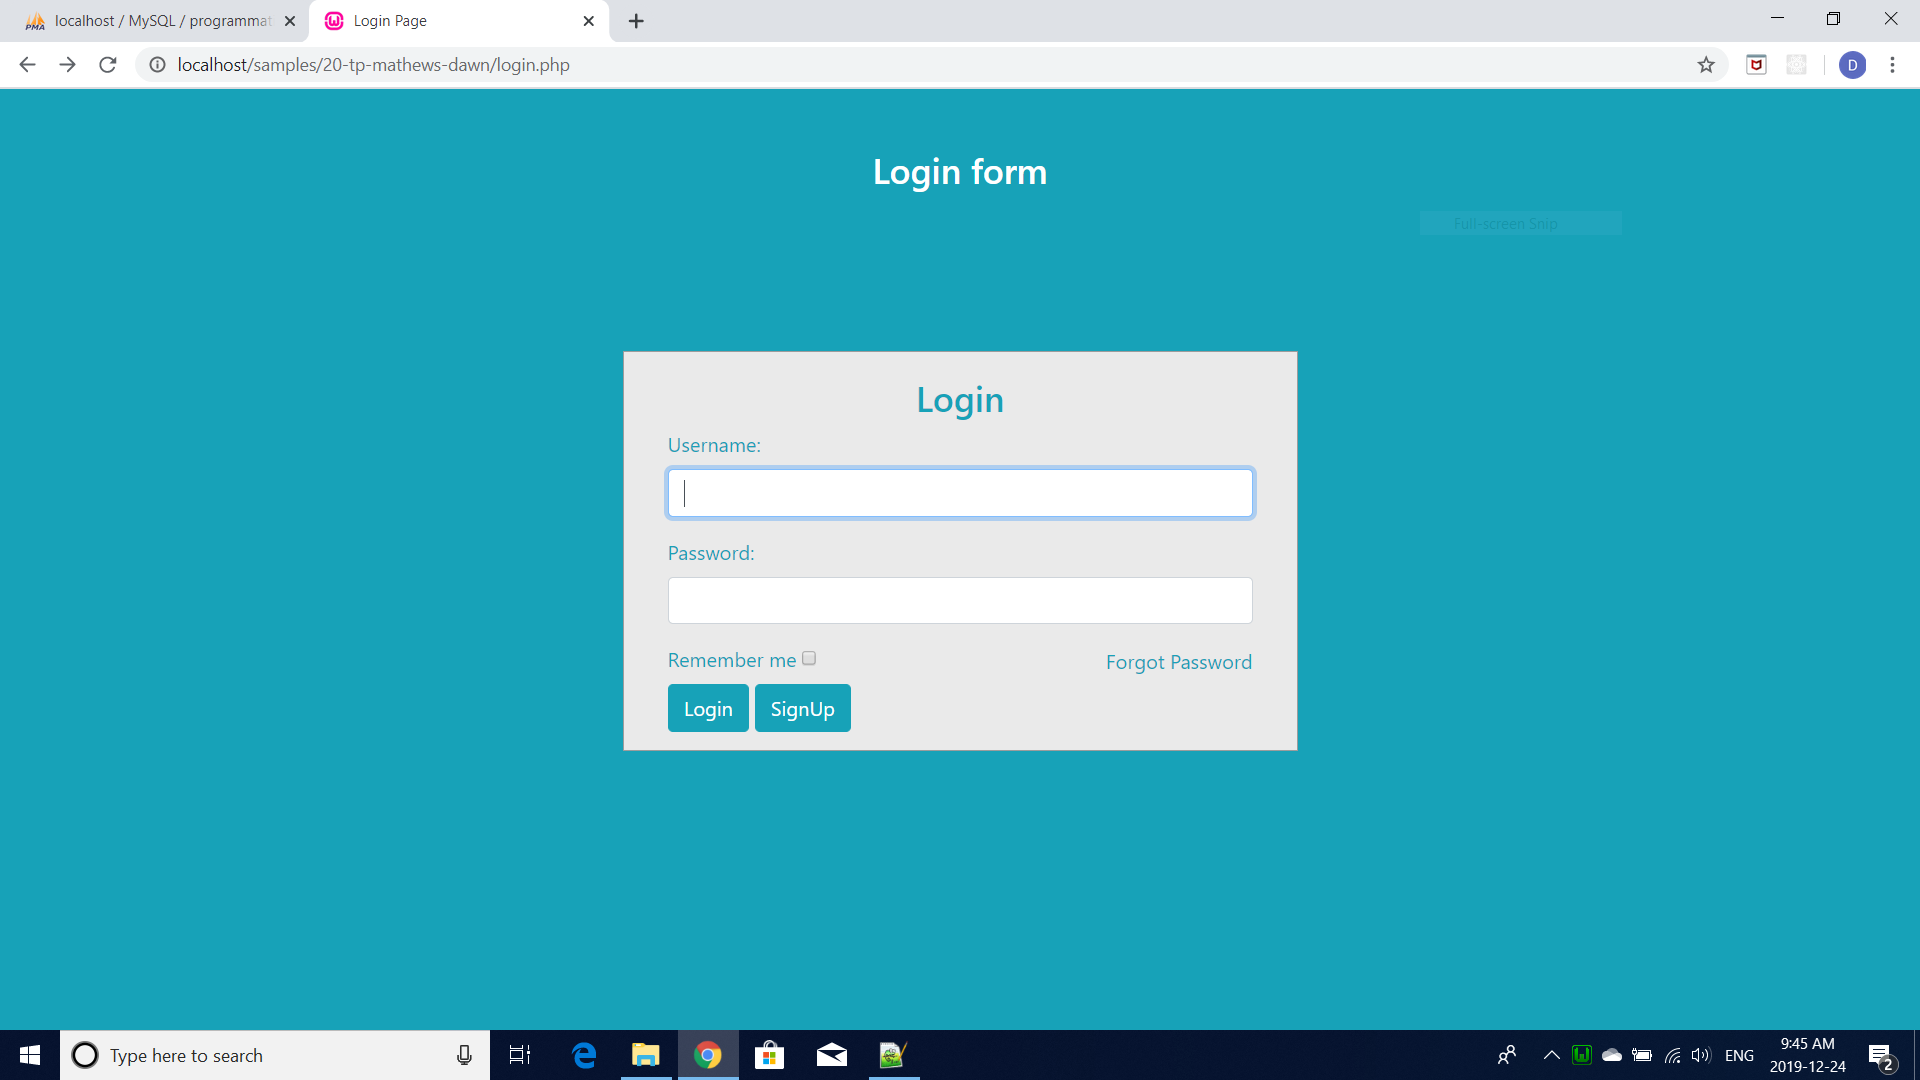 localhost / MySQL / programmat
Login Page
localhost/samples/20-tp-mathews-dawn/login.php
D
Login form
Full-screen Snip
Login
Username:
Password:
Remember me
Forgot Password
Login
SignUp
Type here to search
ENG
9:45 AM
2019-12-24
2